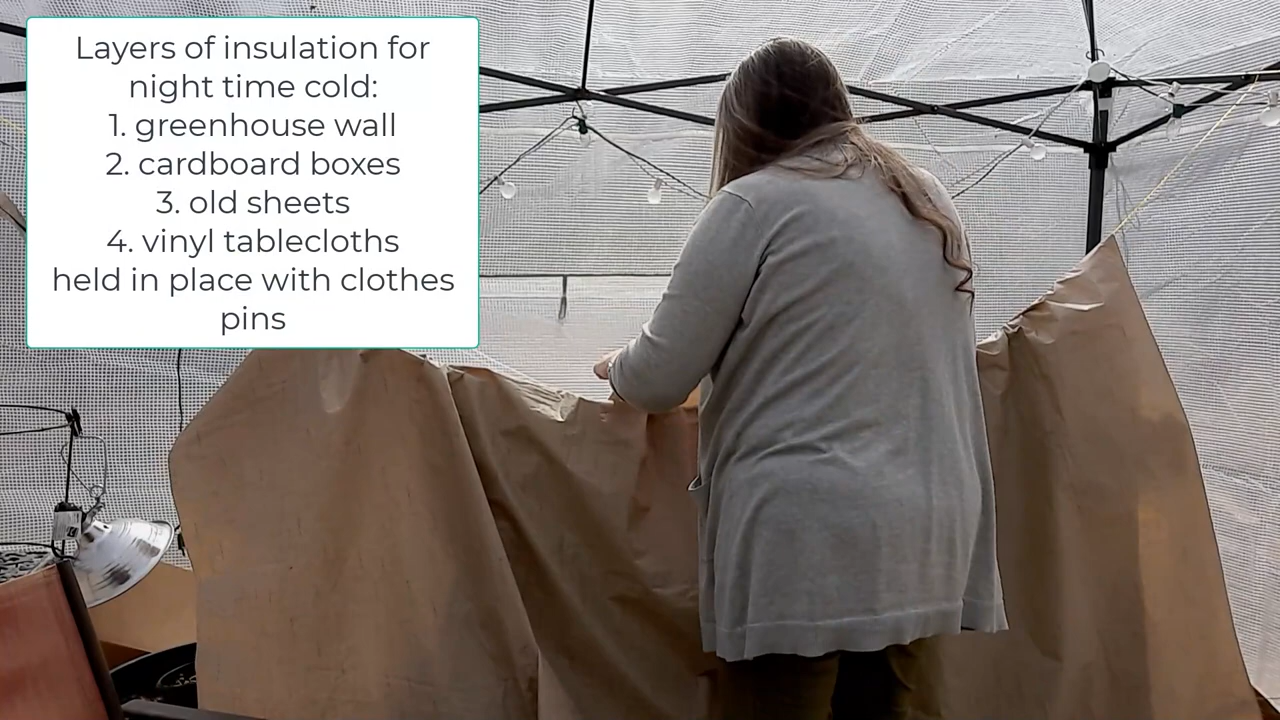 Layers of insulation for
night time cold:
1. greenhouse wall
2. cardboard boxes
3. old sheets
4. vinyl tablecloths
held in place with clothes
pins